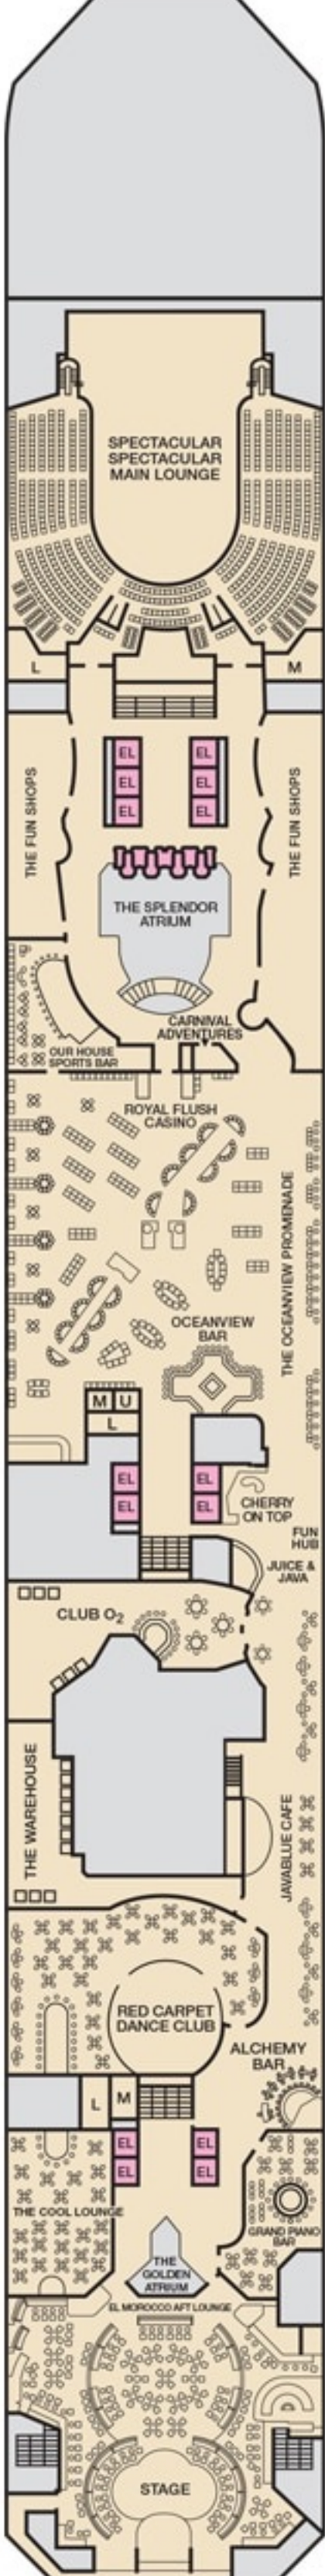 SPECTACULAR
SPECTACULAR
MAIN LOUNGE
L
M
EL
EL
EL
EL
EL
EL
THE FUN SHOPS
THE FUN SHOPS
THE SPLENDOR
ATRIUM
CARNIVAL
ADVENTURES
OUR HOUSE
SPORTS BAR
ROYAL FLUSH
CASINO
THE OCEANVIEW PROMENADE
OCEANVIEW
BAR
M
U
L
EL
EL
EL
EL
CHERRY
ON TOP
FUN
HUB
JUICE &
JAVA
CLUB O2
THE WAREHOUSE
JAVABLUE CAFE
RED CARPET
DANCE CLUB
ALCHEMY
BAR
L
M
EL
EL
EL
EL
THE COOL LOUNGE
GRAND PIANO
BAR
THE
GOLDEN
ATRIUM
EL MOROCCO AFT LOUNGE
STAGE